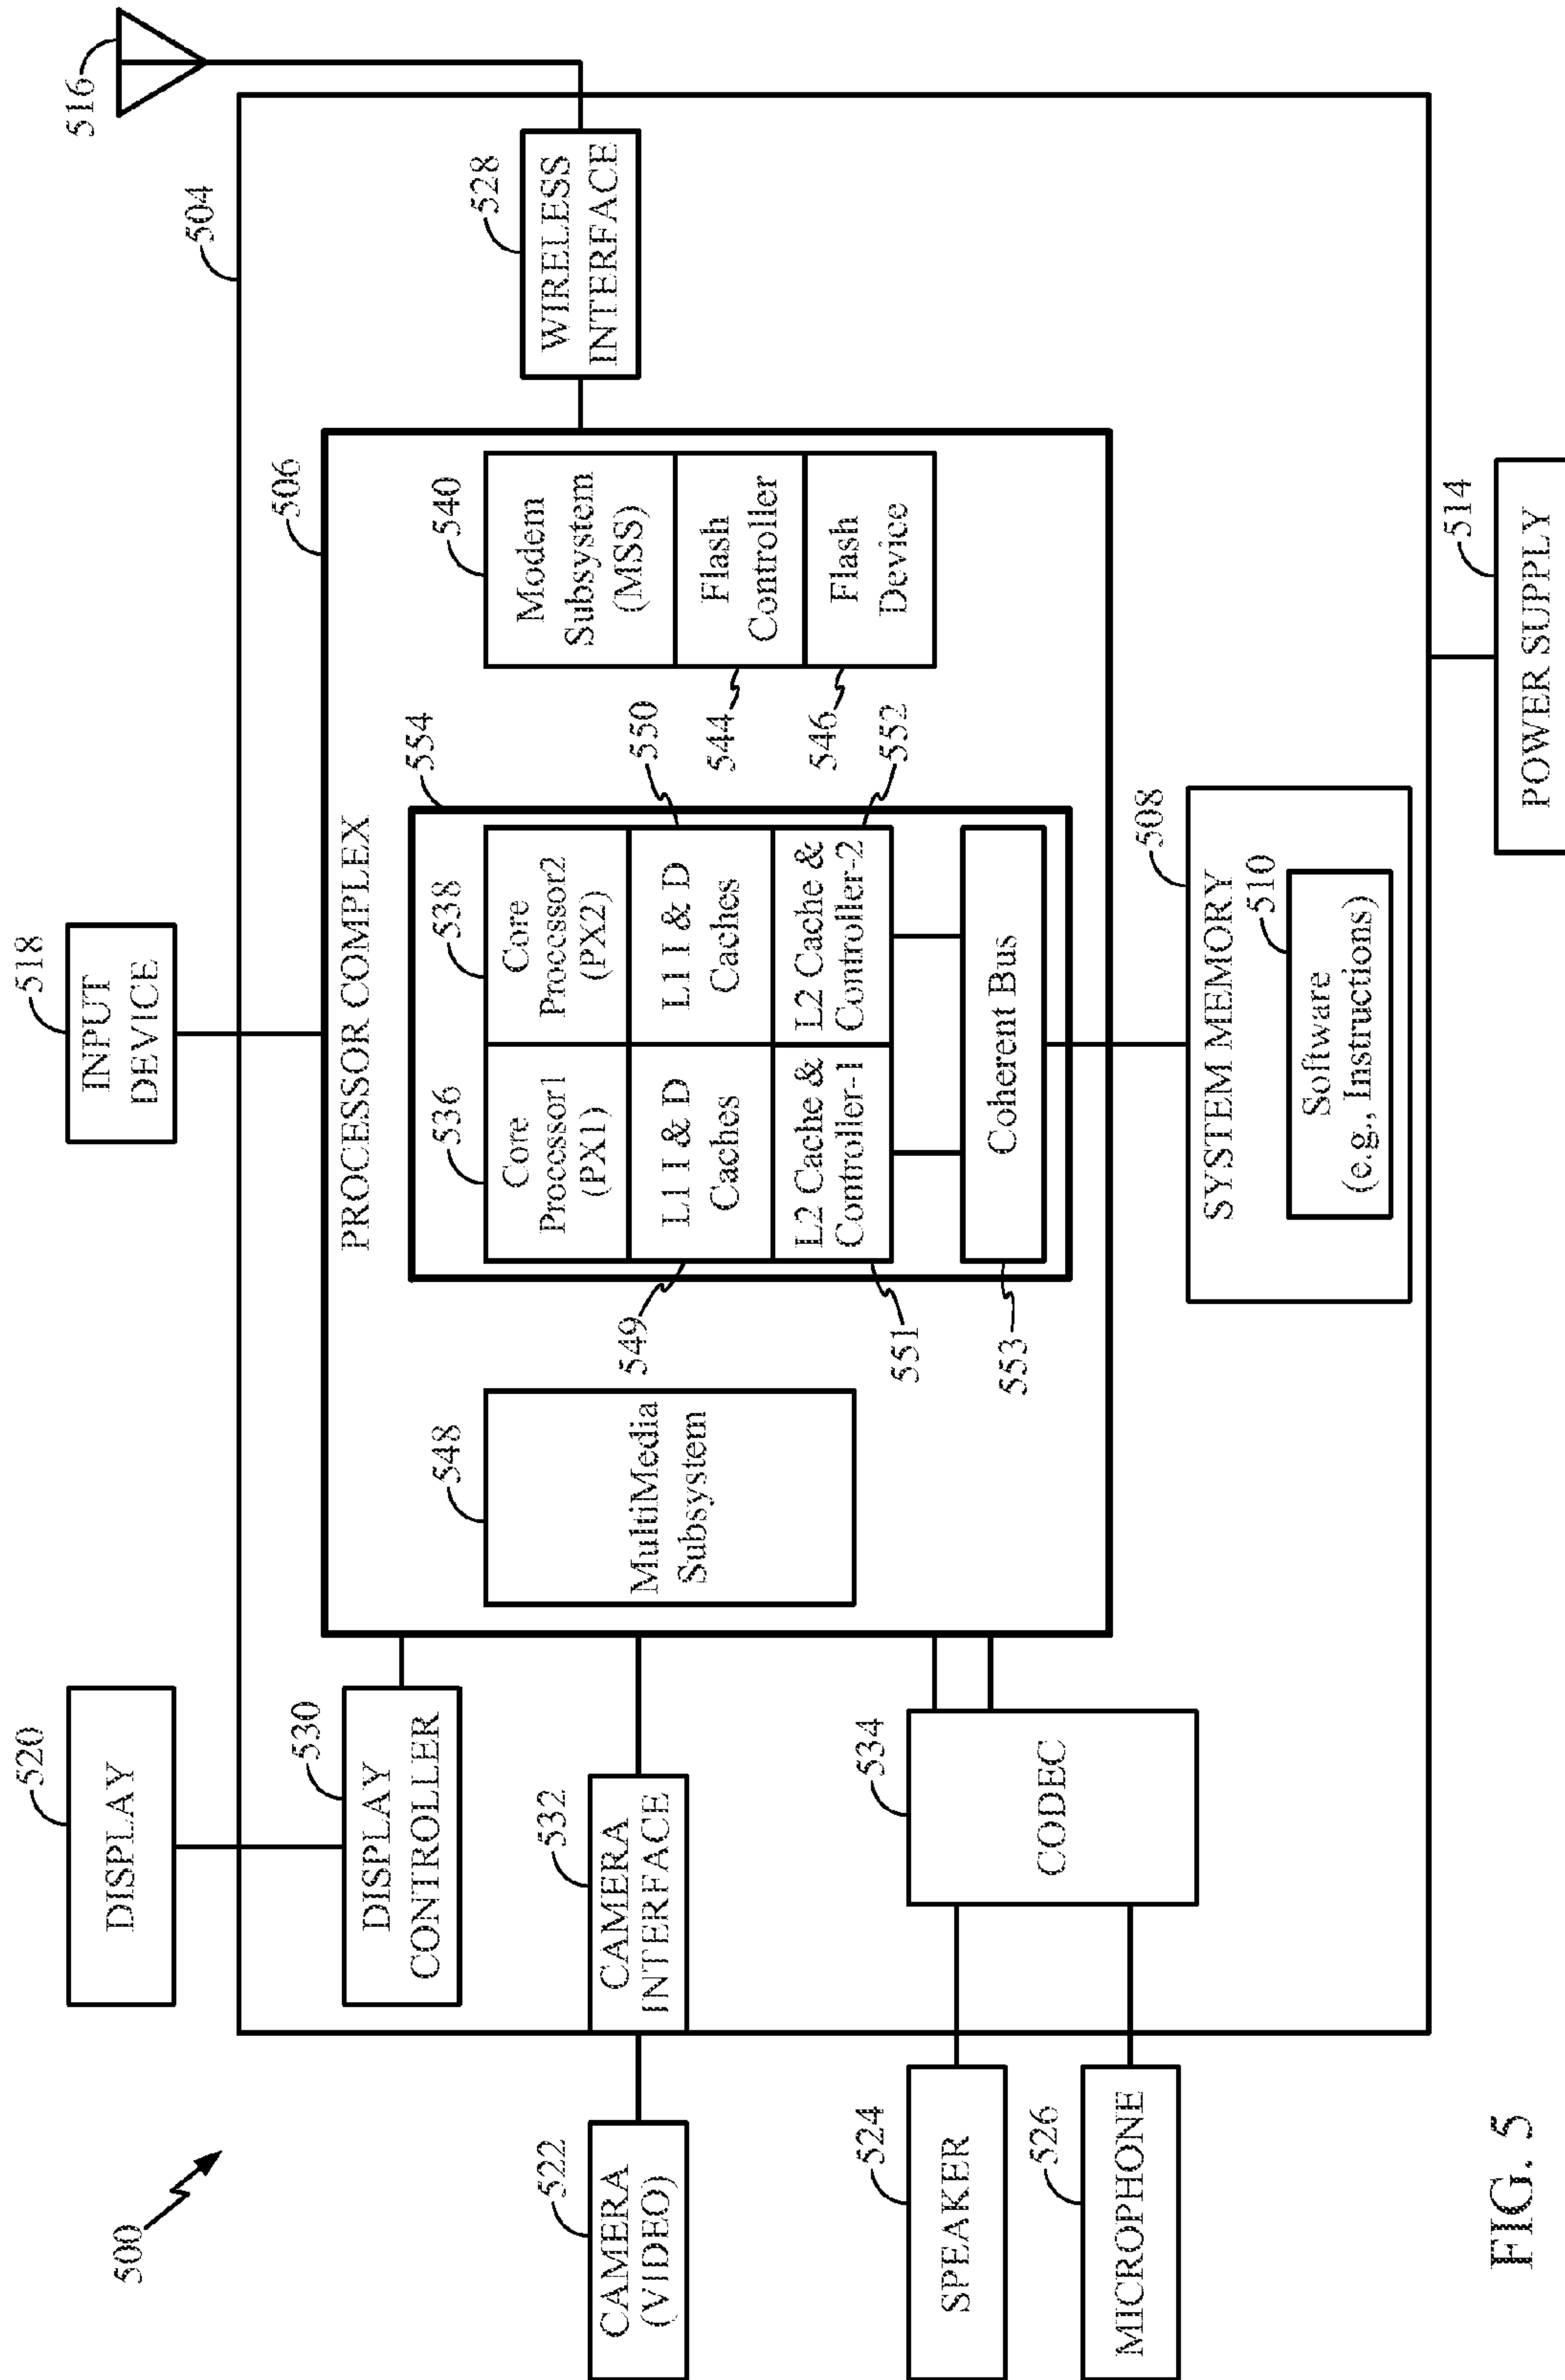 500
518
INPUT
DEVICE
520
DISPLAY
516
504
506
PROCESSOR COMPLEX
530
DISPLAY
CONTROLLER
522
CAMERA
(VIDEO)
532
CAMERA
INTERFACE
548
MultiMedia
Subsystem
554
536
Core
Processor1
(PX1)
538
Core
Processor2
(PX2)
549
L1 I & D
Caches
550
L1 I & D
Caches
551
L2 Cache &
Controller-1
552
L2 Cache &
Controller-2
553
Coherent Bus
540
Modem
Subsystem
(MSS)
544
Flash
Controller
546
Flash
Device
528
WIRELESS
INTERFACE
524
SPEAKER
526
MICROPHONE
534
CODEC
508
SYSTEM MEMORY
510
Software
(e.g., Instructions)
514
POWER SUPPLY
FIG. 5